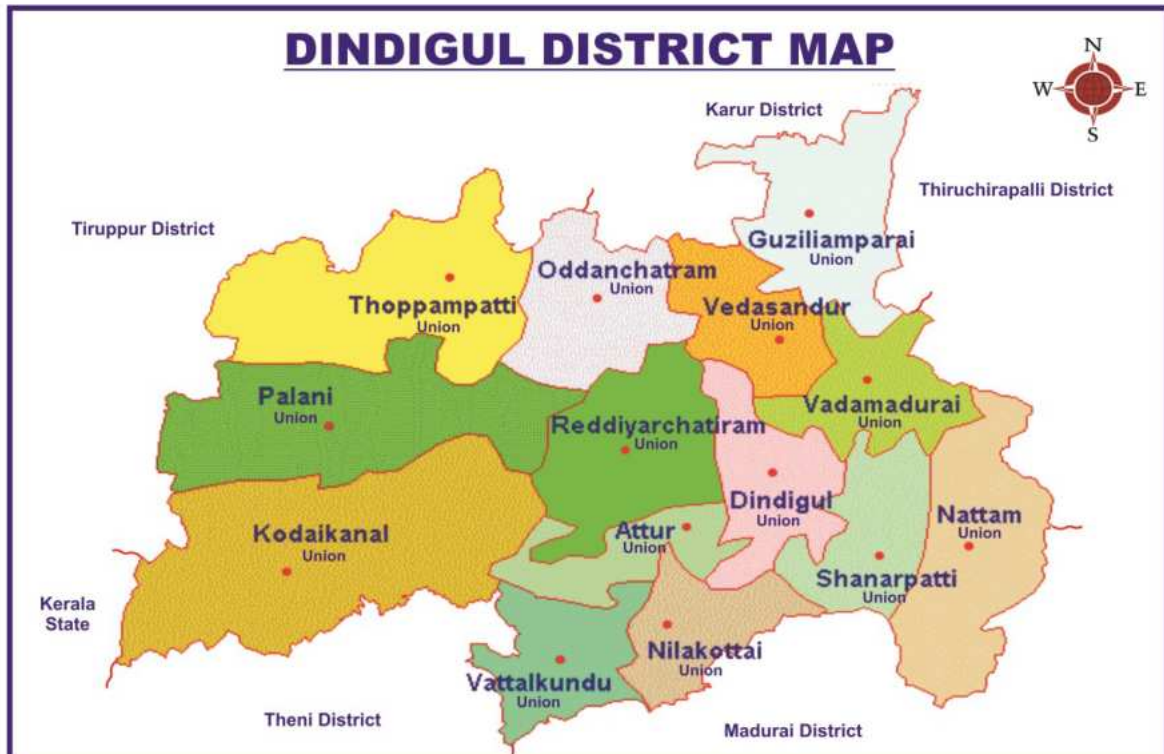 DINDIGUL DISTRICT MAP
N
W E
S
Karur District
Thiruchirapalli District
Tiruppur District
Guziliamparai
Union
Oddanchatram
Union
Thoppampatti
Union
Vedasandur
Union
Palani
Union
Vadamadurai
Union
Reddiyarchatiram
Union
Dindigul
Union
Nattam
Union
Attur
Union
Kodaikanal
Union
Shanarpatti
Union
Kerala
State
Nilakottai
Union
Vattalkundu
Union
Theni District
Madurai District